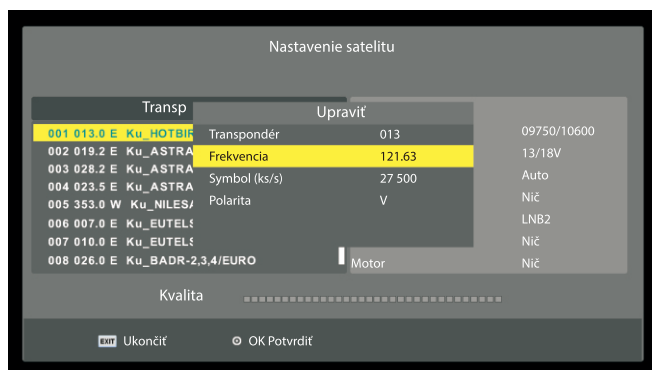 Nastavenie satelitu
Transp
Upraviť
001 013.0 E Ku_HOTBIR
002 019.2 E Ku_ASTRA
003 028.2 E Ku_ASTRA
004 023.5 E Ku_ASTRA
005 353.0 W Ku_NILESA
006 007.0 E Ku_EUTELS
007 010.0 E Ku_EUTELS
008 026.0 E Ku_BADR-2,3,4/EURO
Transpondér 013
Frekvencia 121.63
Symbol (ks/s) 27 500
Polarita V
09750/10600
13/18V
Auto
Nič
LNB2
Nič
Motor Nič
Kvalita
EXIT Ukončiť OK Potvrdiť